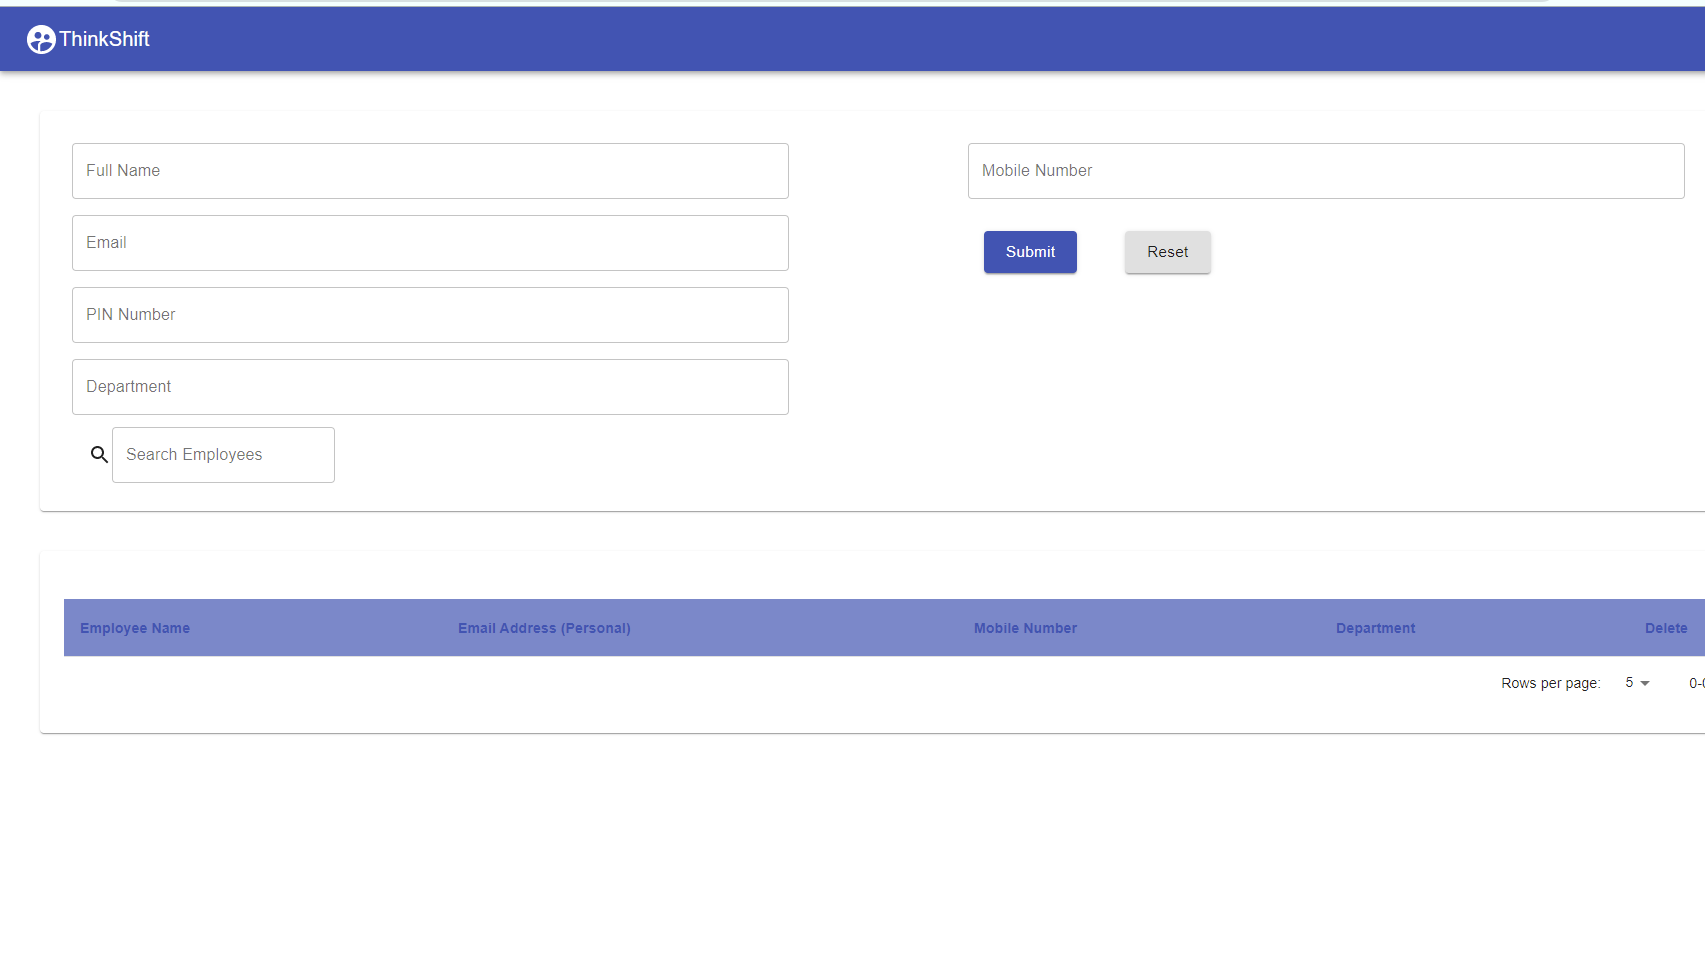 ThinkShift
Full Name
Mobile Number
Email
Submit
Reset
PIN Number
Department
Search Employees
Employee Name Email Address (Personal) Mobile Number Department Delete
Rows per page: 5 0-